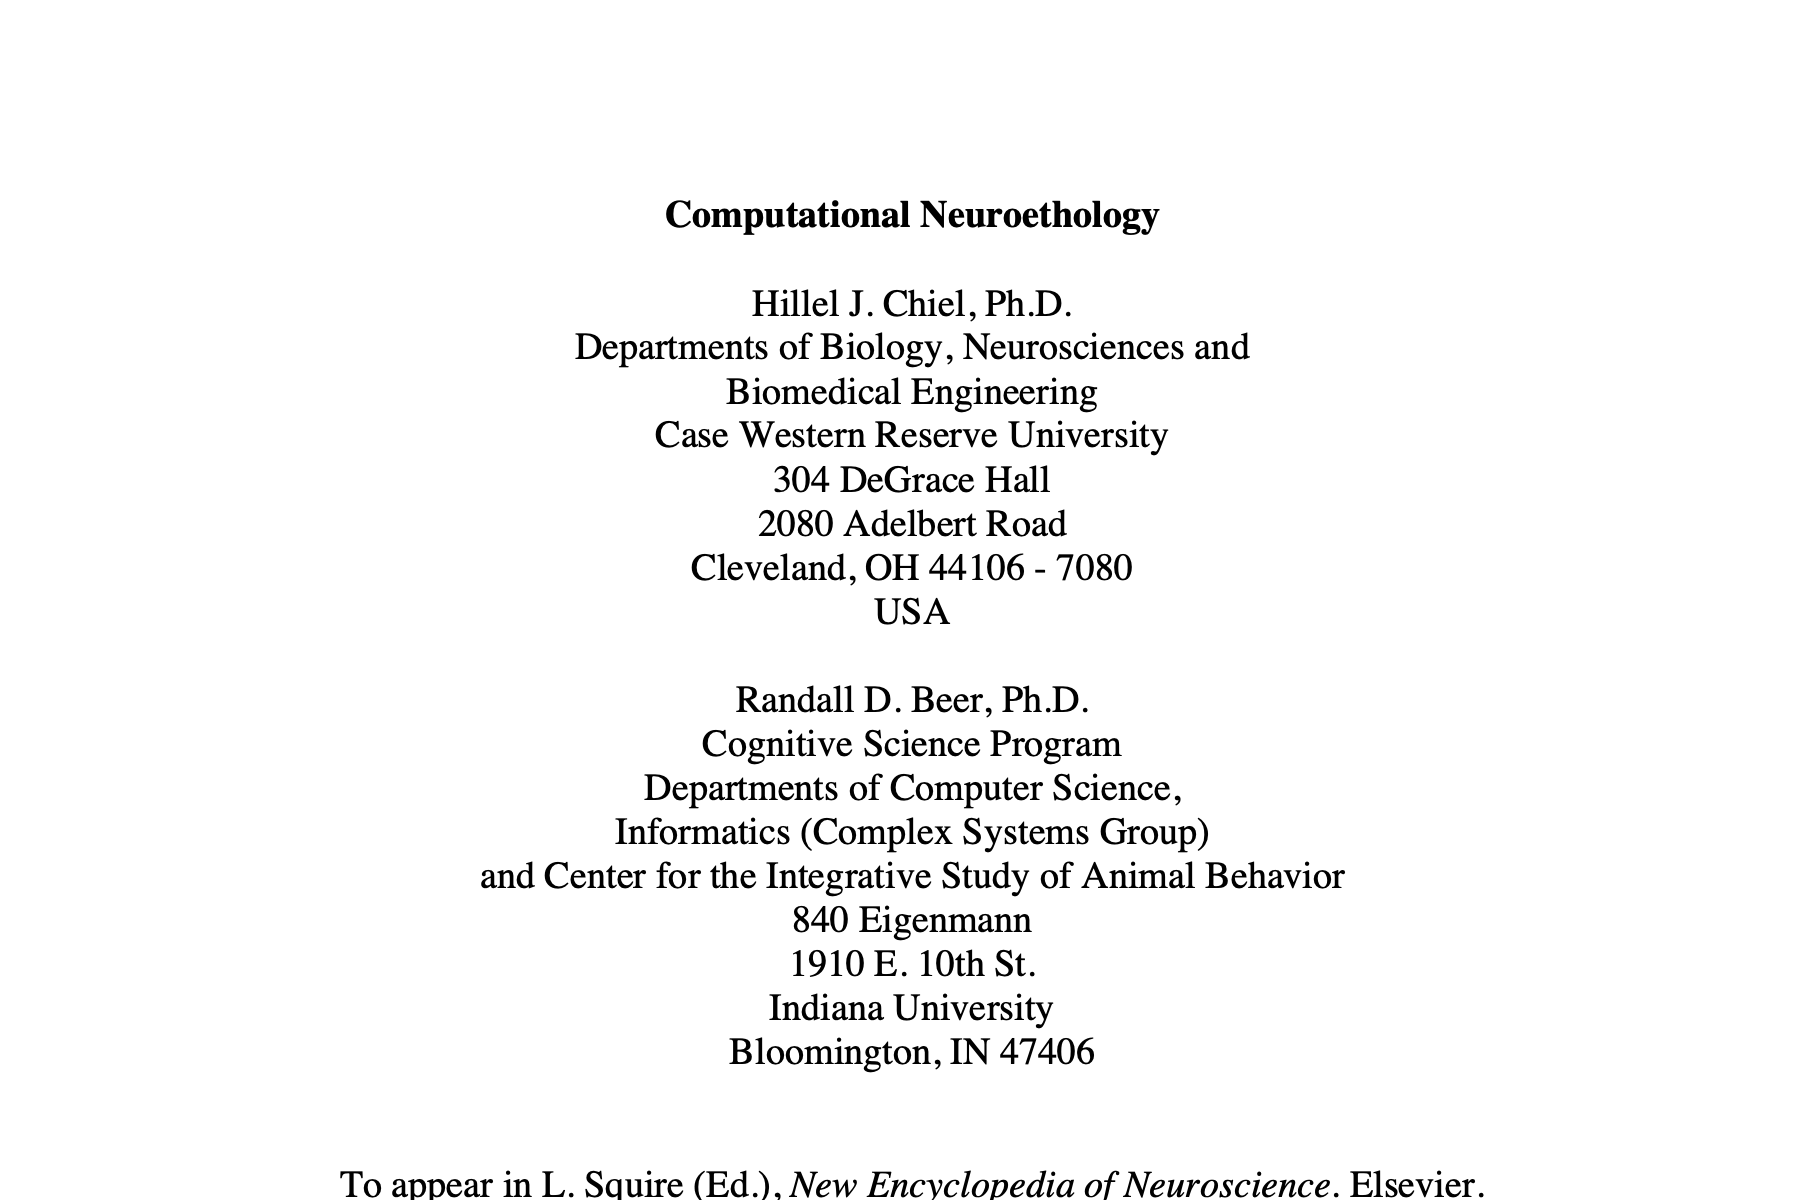 Computational Neuroethology
Hillel J. Chiel, Ph.D.
Departments of Biology, Neurosciences and
Biomedical Engineering
Case Western Reserve University
304 DeGrace Hall
2080 Adelbert Road
Cleveland, OH 44106 - 7080
USA
Randall D. Beer, Ph.D.
Cognitive Science Program
Departments of Computer Science,
Informatics (Complex Systems Group)
and Center for the Integrative Study of Animal Behavior
840 Eigenmann
1910 E. 10th St.
Indiana University
Bloomington, IN 47406
To appear in L. Squire (Ed.), New Encyclopedia of Neuroscience. Elsevier.